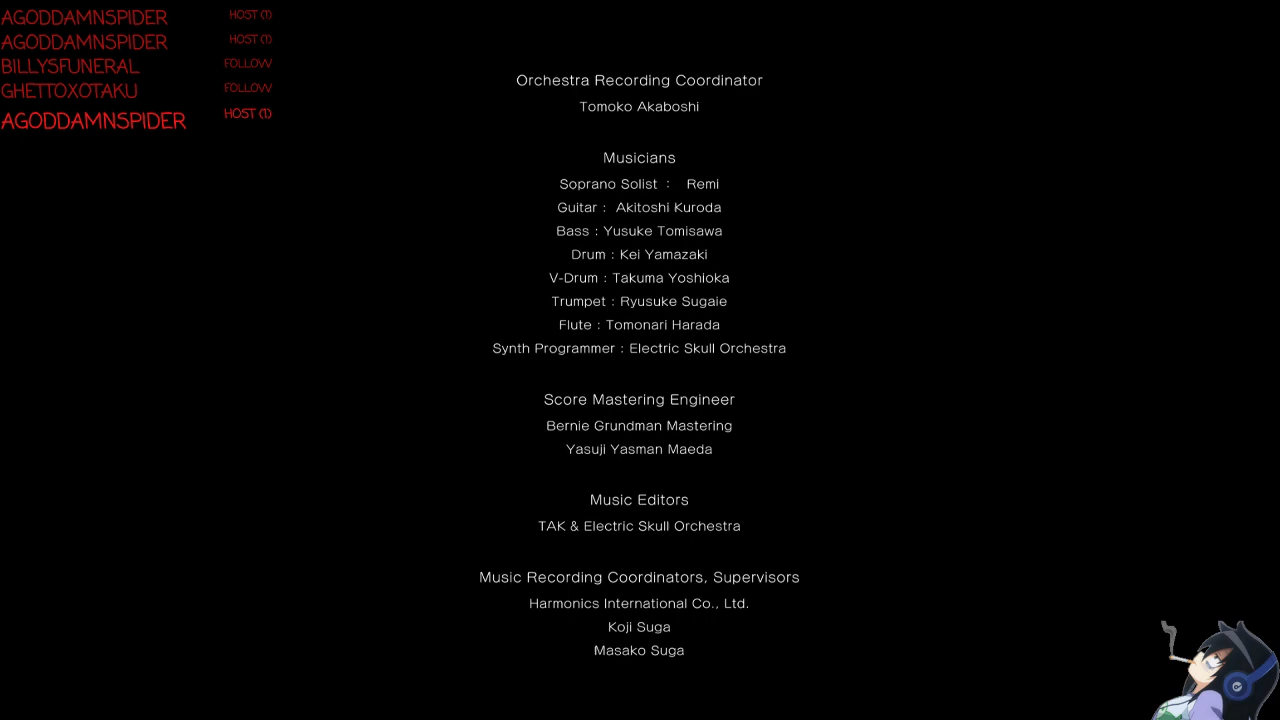 AGODDAMNSPIDER HOST (1)
AGODDAMNSPIDER HOST (1)
BILLYSFUNERAL FOLLOW
GHETTOXOTAKU FOLLOW
AGODDAMNSPIDER HOST (1)
Orchestra Recording Coordinator
Tomoko Akaboshi
Musicians
Soprano Solist : Remi
Guitar : Akitoshi Kuroda
Bass : Yusuke Tomisawa
Drum : Kei Yamazaki
V-Drum : Takuma Yoshioka
Trumpet : Ryusuke Sugaie
Flute : Tomonari Harada
Synth Programmer : Electric Skull Orchestra
Score Mastering Engineer
Bernie Grundman Mastering
Yasuji Yasman Maeda
Music Editors
TAK & Electric Skull Orchestra
Music Recording Coordinators, Supervisors
Harmonics International Co., Ltd.
Koji Suga
Masako Suga